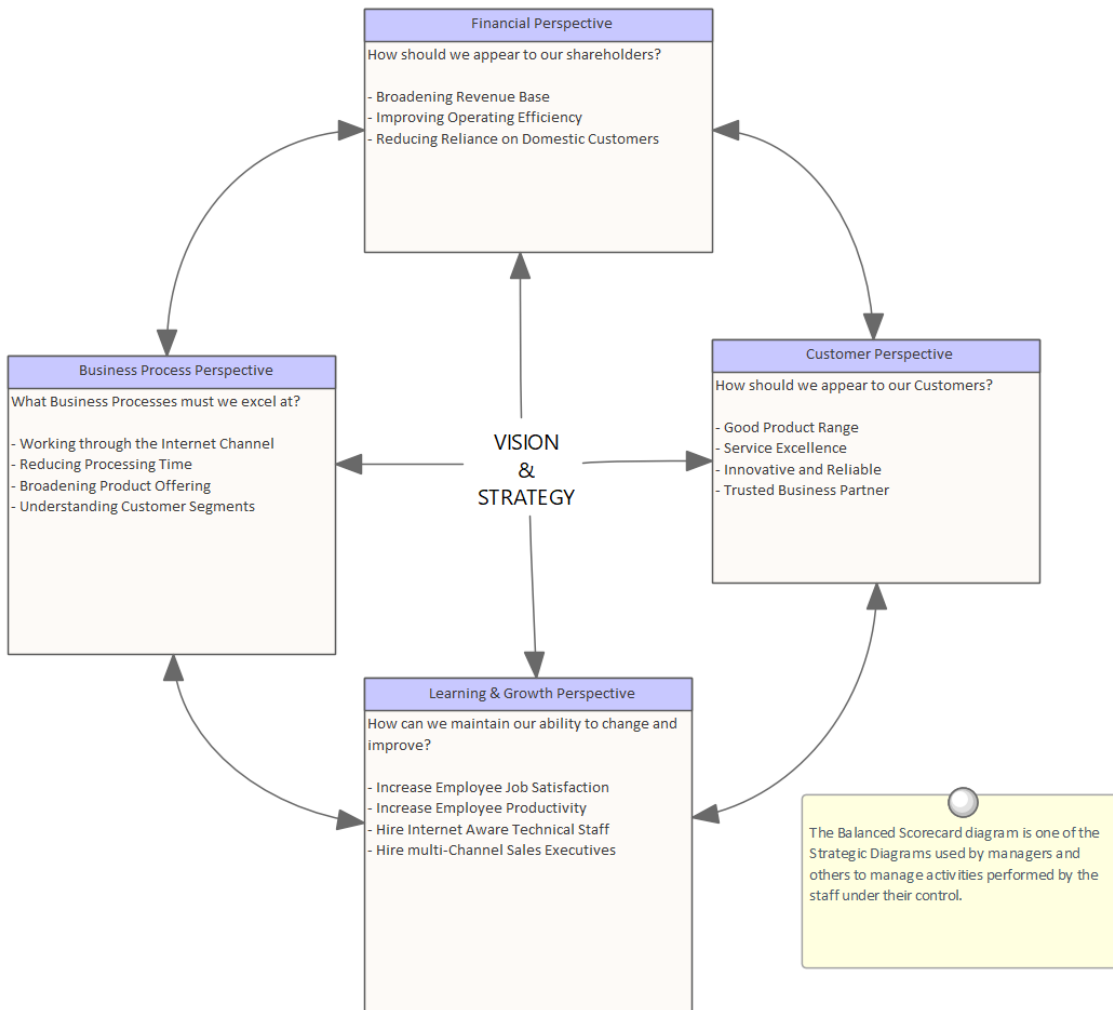 Financial Perspective
How should we appear to our shareholders?
- Broadening Revenue Base
- Improving Operating Efficiency
- Reducing Reliance on Domestic Customers
Business Process Perspective
What Business Processes must we excel at?
- Working through the Internet Channel
- Reducing Processing Time
- Broadening Product Offering
- Understanding Customer Segments
VISION
&
STRATEGY
Customer Perspective
How should we appear to our Customers?
- Good Product Range
- Service Excellence
- Innovative and Reliable
- Trusted Business Partner
Learning & Growth Perspective
How can we maintain our ability to change and
improve?
- Increase Employee Job Satisfaction
- Increase Employee Productivity
- Hire Internet Aware Technical Staff
- Hire multi-Channel Sales Executives
The Balanced Scorecard diagram is one of the
Strategic Diagrams used by managers and
others to manage activities performed by the
staff under their control.